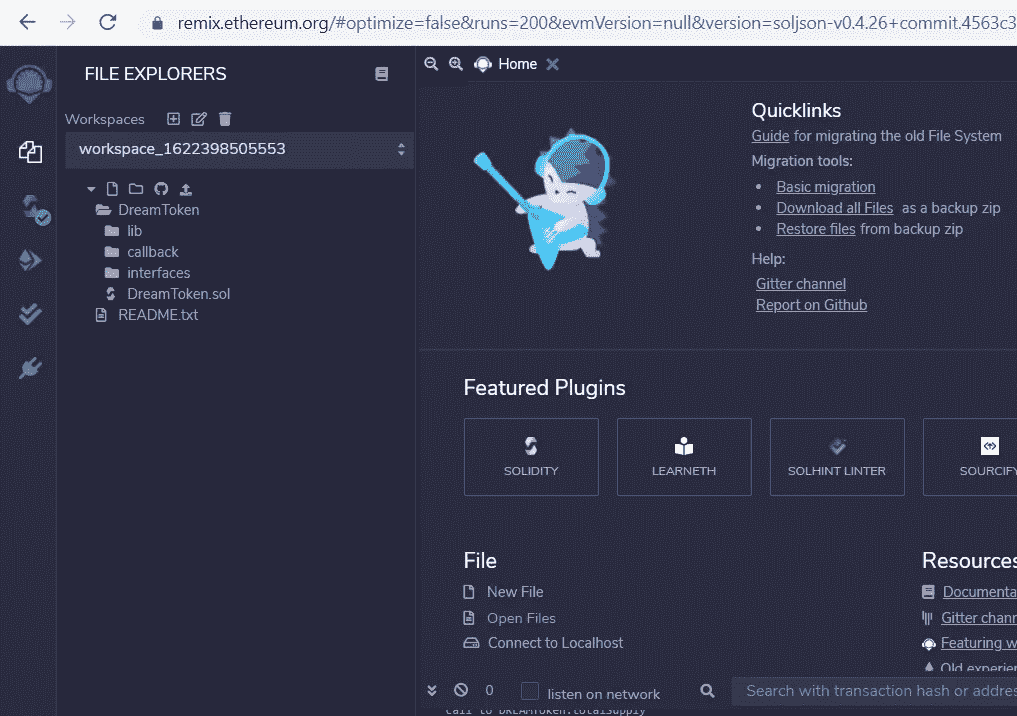 remix.ethereum.org/#optimize=false&runs=200&evmVersion=null&version=soljson-v0.4.26+commit.4563c3
FILE EXPLORERS
Workspaces
workspace_1622398505553
DreamToken
lib
callback
interfaces
DreamToken.sol
README.txt
Home
Quicklinks
Guide for migrating the old File System
Migration tools:
Basic migration
Download all Files as a backup zip
Restore files from backup zip
Help:
Gitter channel
Report on Github
Featured Plugins
SOLIDITY
LEARNETH
SOLHINT LINTER
SOURCIFY
File
New File
Open Files
Connect to Localhost
Resources
Documenta
Gitter chann
Featuring w
Old experien
0
listen on network
Search with transaction hash or addres
call to DREAMToken.totalSupply